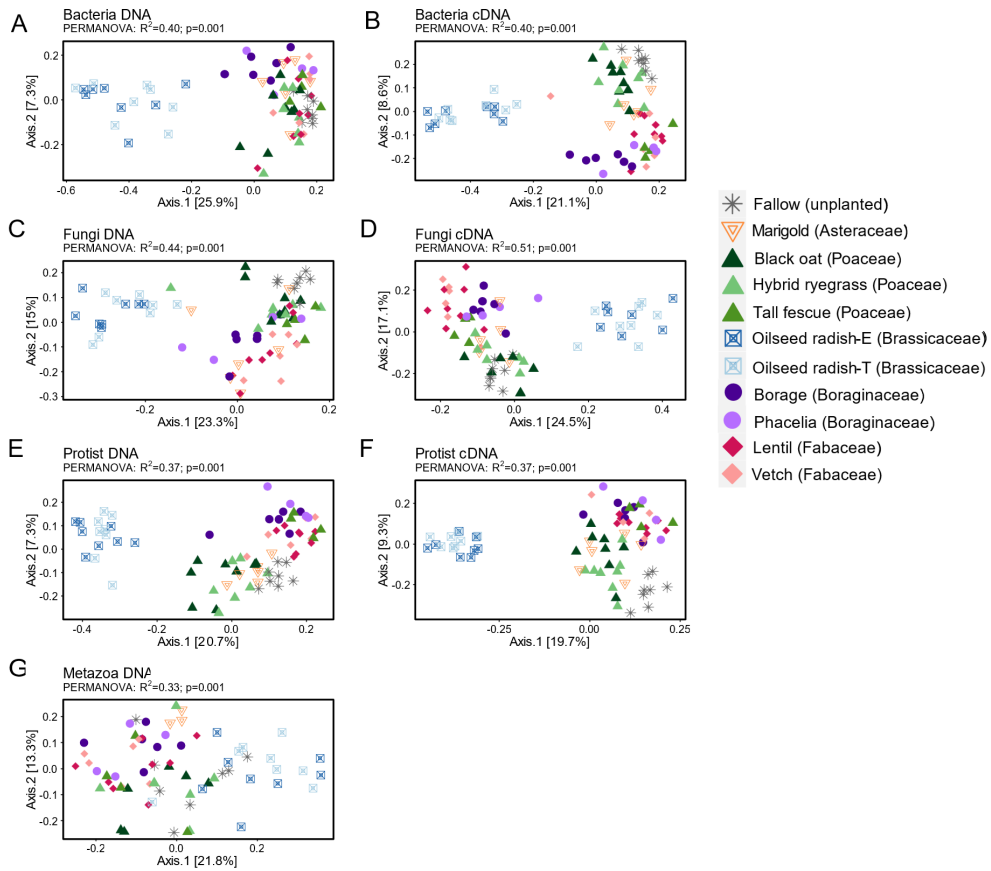 A
Bacteria DNA
PERMANOVA: R²=0.40; p=0.001
Axis.2 [7.3%]
0.2
0.0
-0.2
-0.6
-0.4
-0.2
0.0
0.2
Axis.1 [25.9%]
B
Bacteria cDNA
PERMANOVA: R²=0.40; p=0.001
Axis.2 [8.6%]
0.2
0.1
0.0
-0.1
-0.2
-0.4
-0.2
0.0
0.2
Axis.1 [21.1%]
C
Fungi DNA
PERMANOVA: R²=0.44; p=0.001
Axis.2 [15%]
0.2
0.1
0.0
-0.1
-0.2
-0.3
-0.2
0.0
0.2
Axis.1 [23.3%]
D
Fungi cDNA
PERMANOVA: R²=0.51; p=0.001
Axis.2 [17.1%]
0.2
0.0
-0.2
-0.2
0.0
0.2
0.4
Axis.1 [24.5%]
E
Protist DNA
PERMANOVA: R²=0.37; p=0.001
Axis.2 [7.3%]
0.2
0.1
0.0
-0.1
-0.2
-0.4
-0.2
0.0
0.2
Axis.1 [20.7%]
F
Protist cDNA
PERMANOVA: R²=0.37; p=0.001
Axis.2 [9.3%]
0.2
0.0
-0.2
-0.25
0.00
0.25
Axis.1 [19.7%]
G
Metazoa DNA
PERMANOVA: R²=0.33; p=0.001
Axis.2 [13.3%]
0.2
0.1
0.0
-0.1
-0.2
-0.2
0.0
0.2
Axis.1 [21.8%]
Fallow (unplanted)
Marigold (Asteraceae)
Black oat (Poaceae)
Hybrid ryegrass (Poaceae)
Tall fescue (Poaceae)
Oilseed radish-E (Brassicaceae)
Oilseed radish-T (Brassicaceae)
Borage (Boraginaceae)
Phacelia (Boraginaceae)
Lentil (Fabaceae)
Vetch (Fabaceae)